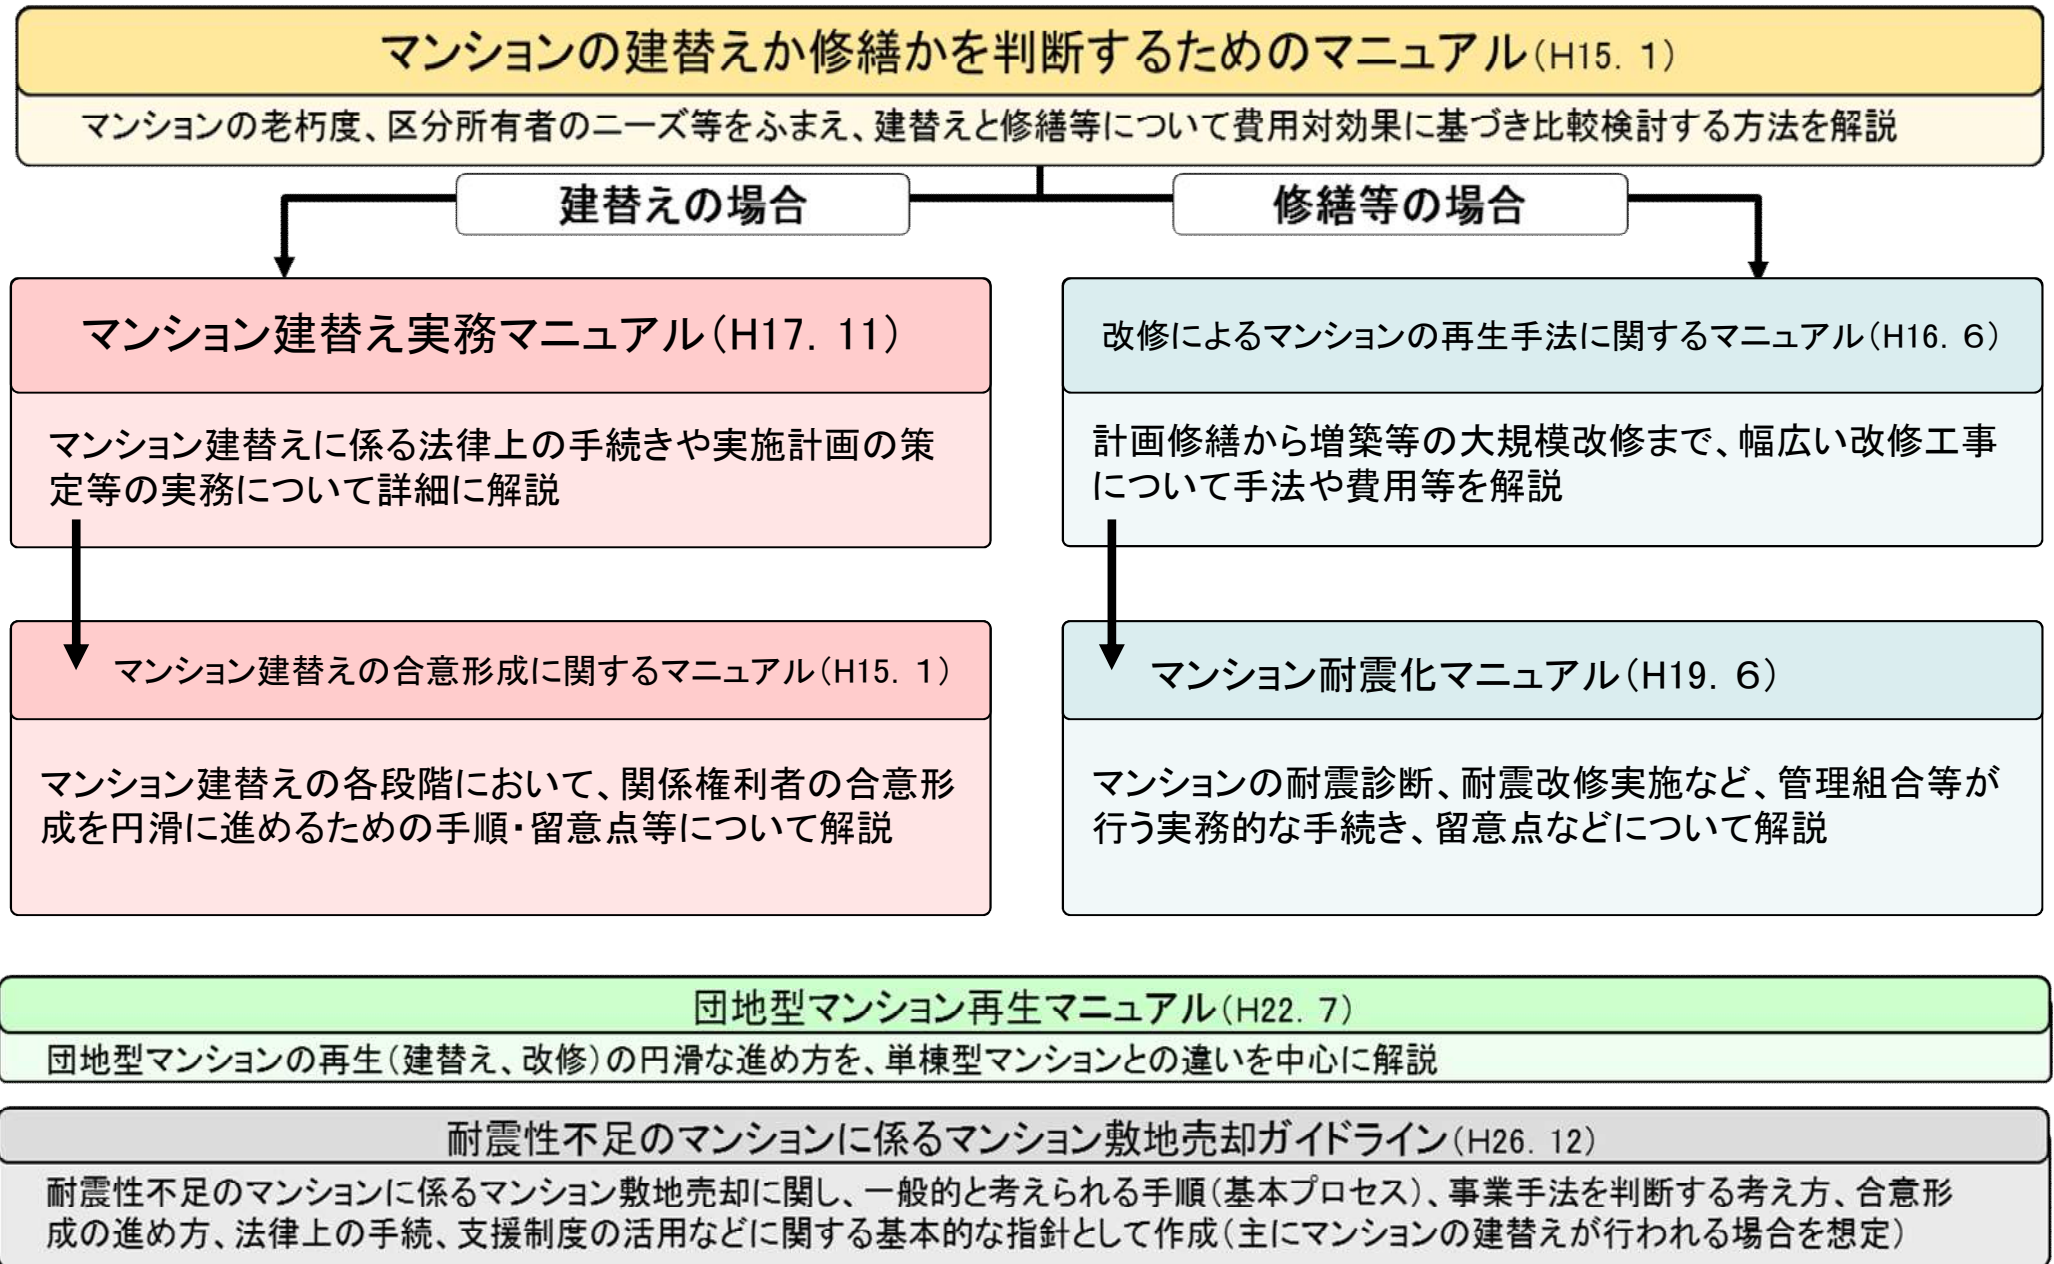 マンションの建替えか修繕かを判断するためのマニュアル(H15．1)
マンションの老朽度、区分所有者のニーズ等をふまえ、建替えと修繕等について費用対効果に基づき比較検討する方法を解説
建替えの場合
修繕等の場合
マンション建替え実務マニュアル(H17．11)
マンション建替えに係る法律上の手続きや実施計画の策
定等の実務について詳細に解説
マンション建替えの合意形成に関するマニュアル(H15．1)
マンション建替えの各段階において、関係権利者の合意形
成を円滑に進めるための手順・留意点等について解説
改修によるマンションの再生手法に関するマニュアル(H16．6)
計画修繕から増築等の大規模改修まで、幅広い改修工事
について手法や費用等を解説
マンション耐震化マニュアル(H19．6)
マンションの耐震診断、耐震改修実施など、管理組合等が
行う実務的な手続き、留意点などについて解説
団地型マンション再生マニュアル(H22．7)
団地型マンションの再生(建替え、改修)の円滑な進め方を、単棟型マンションとの違いを中心に解説
耐震性不足のマンションに係るマンション敷地売却ガイドライン(H26．12)
耐震性不足のマンションに係るマンション敷地売却に関し、一般的と考えられる手順(基本プロセス)、事業手法を判断する考え方、合意形
成の進め方、法律上の手続、支援制度の活用などに関する基本的な指針として作成(主にマンションの建替えが行われる場合を想定)